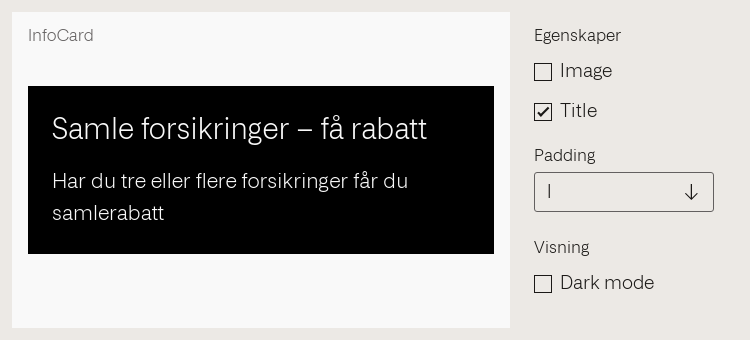 InfoCard
Samle forsikringer – få rabatt
Har du tre eller flere forsikringer får du
samlerabatt
Egenskaper
Image
Title
Padding
l
Visning
Dark mode